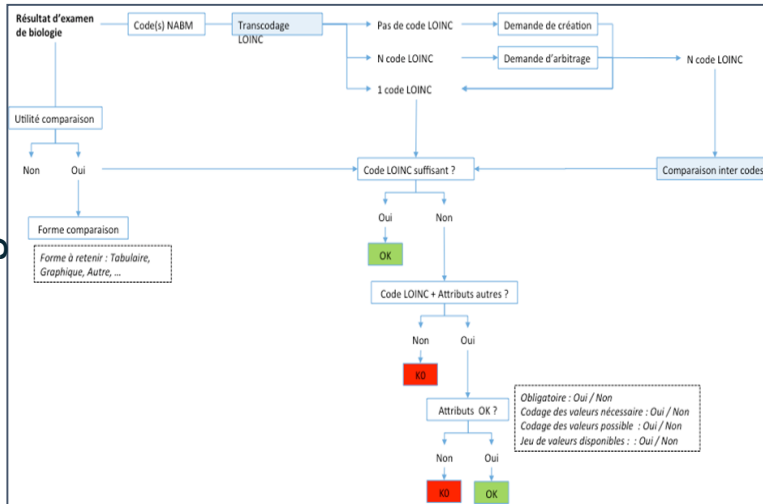 Résultat d'examen
de biologie
Code(s) NABM
Transcodage
LOINC
Pas de code LOINC
Demande de création
N code LOINC
Demande d'arbitrage
N code LOINC
1 code LOINC
Utilité comparaison
Non
Oui
Code LOINC suffisant ?
Comparaison inter codes
Oui
Non
Forme comparaison
OK
Forme à retenir : Tabulaire,
Graphique, Autre, ...
Code LOINC + Attributs autres ?
Non
Oui
KO
Attributs OK ?
Obligatoire : Oui / Non
Codage des valeurs nécessaire : Oui / Non
Codage des valeurs possible : Oui / Non
Jeu de valeurs disponibles : : Oui / Non
Non
Oui
KO
OK